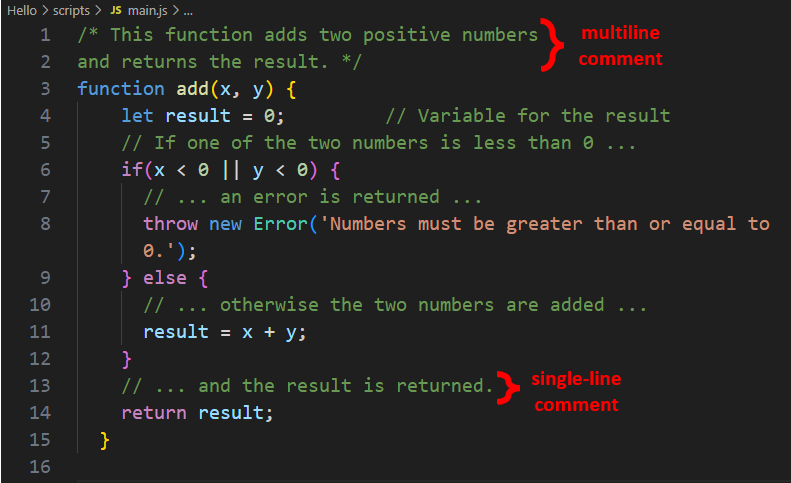 Hello > scripts > JS main.js > ...
1 /* This function adds two positive numbers
2 and returns the result. */
multiline
comment
3 function add(x, y) {
4 let result = 0; // Variable for the result
5 // If one of the two numbers is less than 0 ...
6 if(x < 0 || y < 0) {
7 // ... an error is returned ...
8 throw new Error('Numbers must be greater than or equal to
0.');
9 } else {
10 // ... otherwise the two numbers are added ...
11 result = x + y;
12 }
13 // ... and the result is returned.
single-line
comment
14 return result;
15 }
16